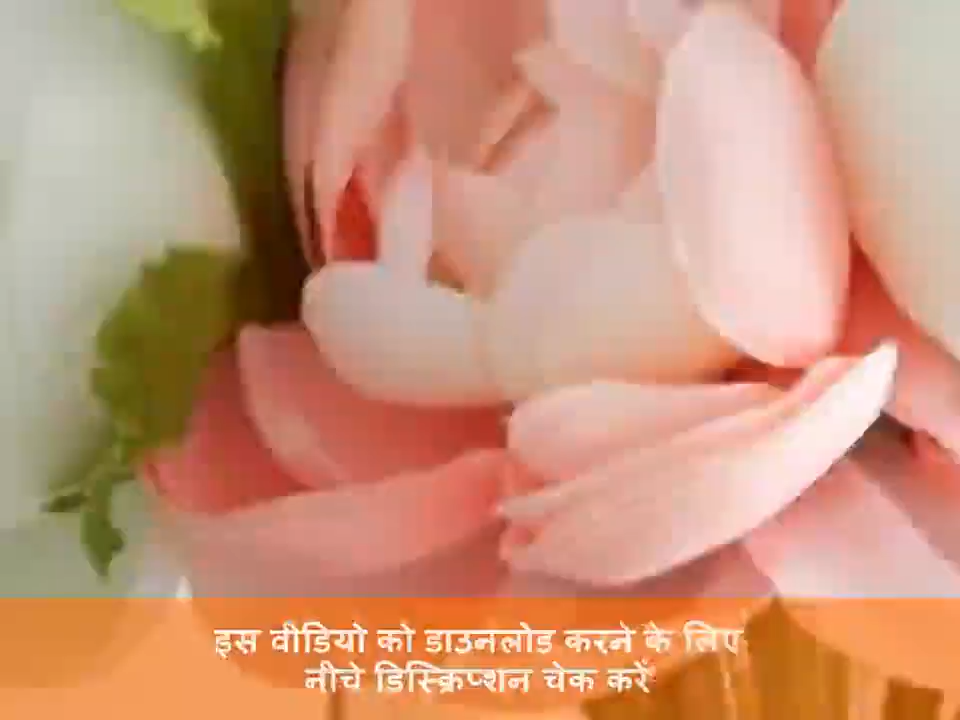 इस वीडियो को डाउनलोड करने के लिए
नीचे डिस्क्रिप्शन चेक करें